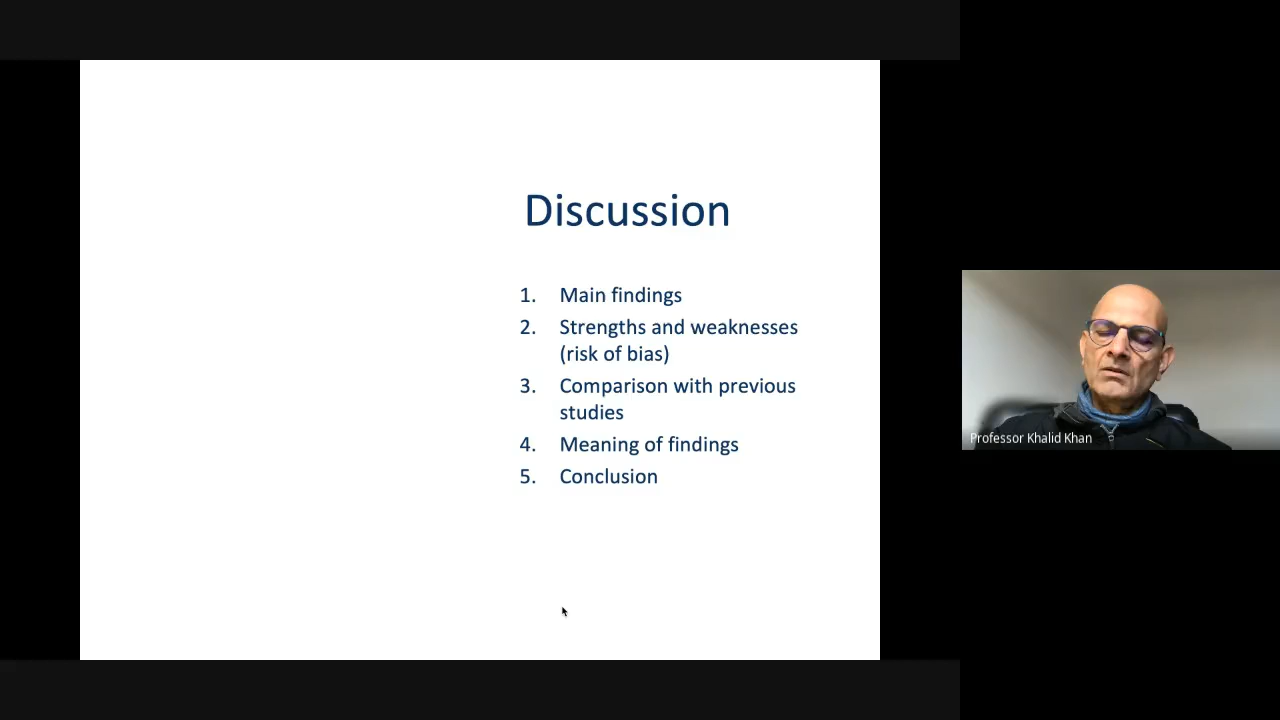 Discussion
1. Main findings
2. Strengths and weaknesses
(risk of bias)
3. Comparison with previous
studies
4. Meaning of findings
5. Conclusion
Professor Khalid Khan